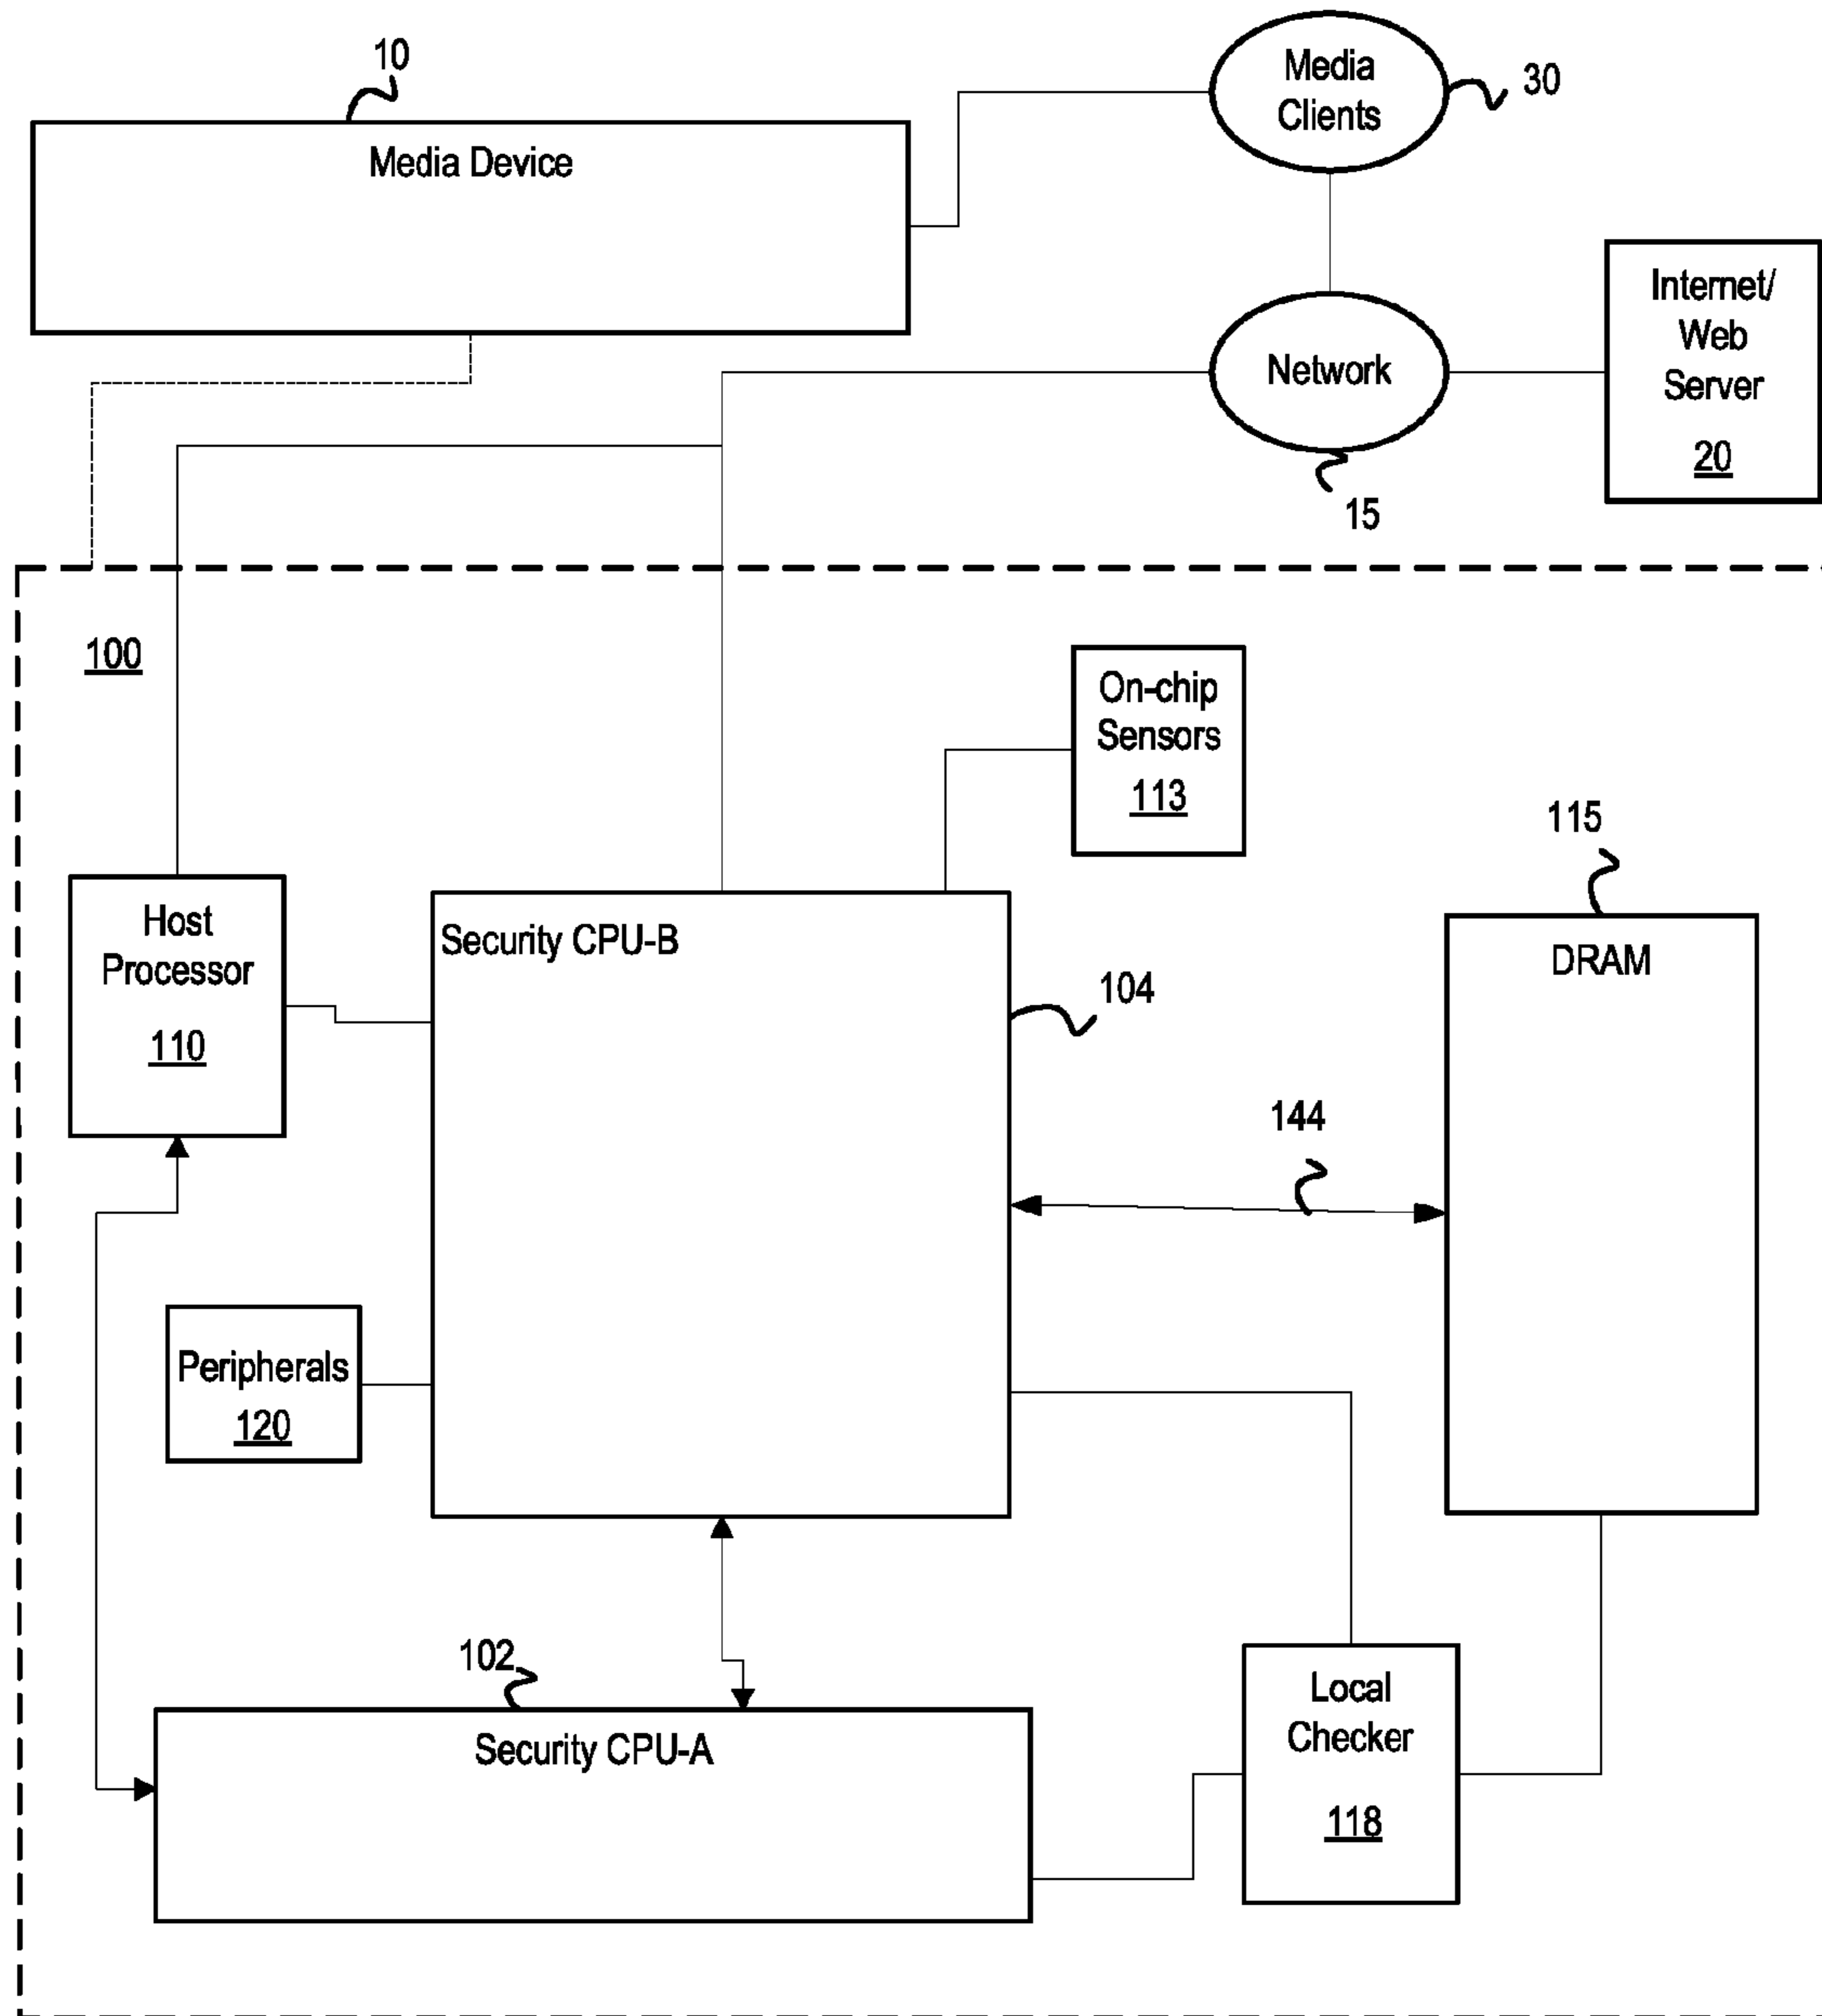 10
Media Device
Media
Clients
30
Internet/
Web
Server
20
Network
15
100
On-chip
Sensors
113
115
DRAM
Host
Processor
110
Security CPU-B
104
144
Peripherals
120
102
Security CPU-A
Local
Checker
118